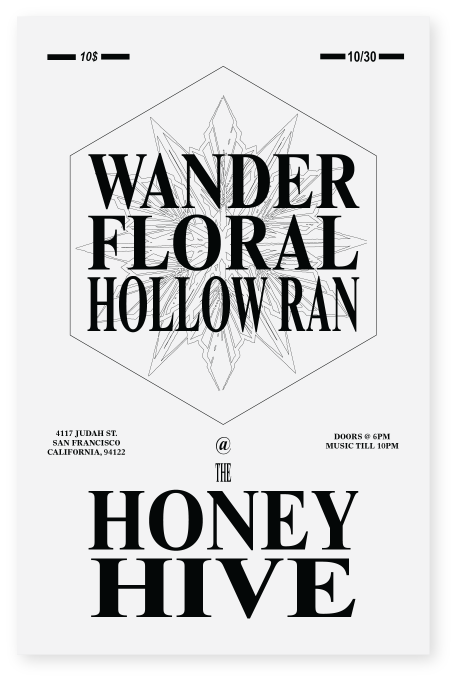 10$
10/30
WANDER
FLORAL
HOLLOW RAN
4117 JUDAH ST.
SAN FRANCISCO
CALIFORNIA, 94122
@
THE
DOORS @ 6PM
MUSIC TILL 10PM
HONEY
HIVE